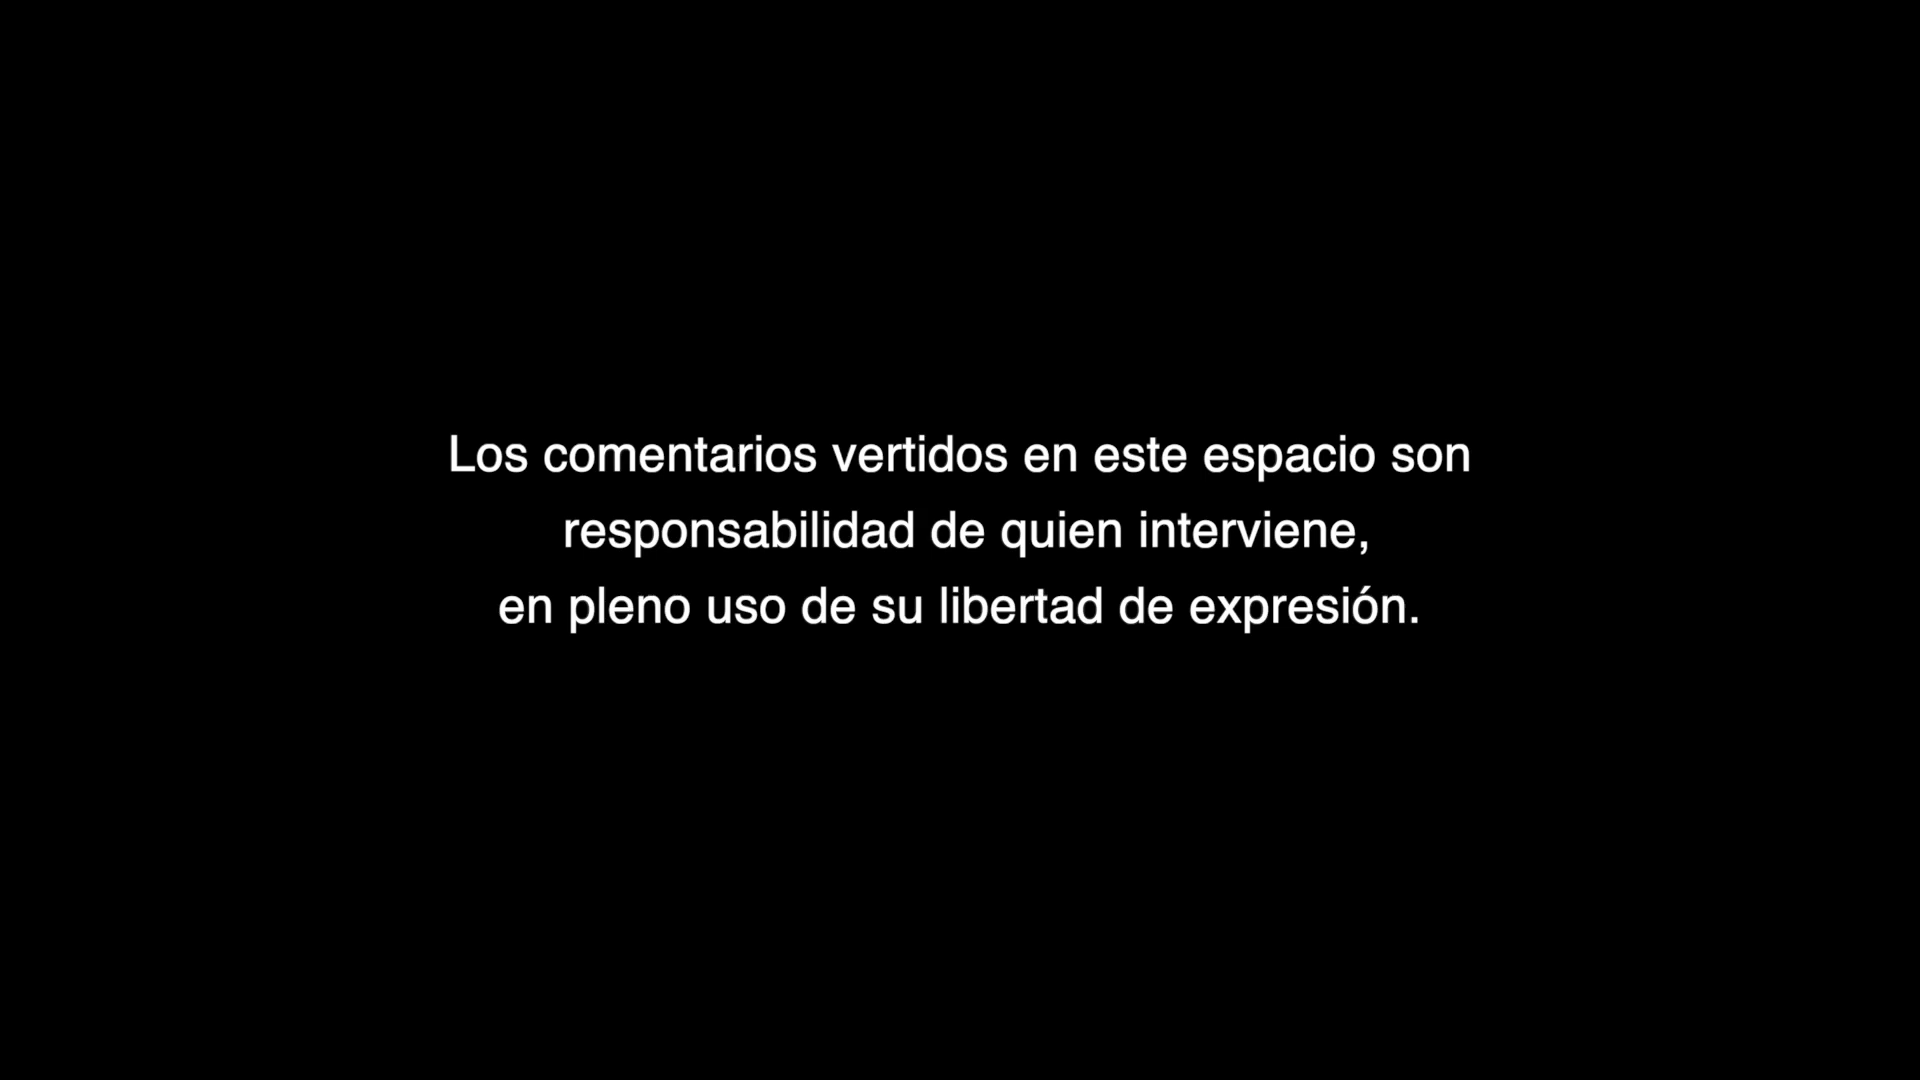 Los comentarios vertidos en este espacio son
responsabilidad de quien interviene,
en pleno uso de su libertad de expresión.